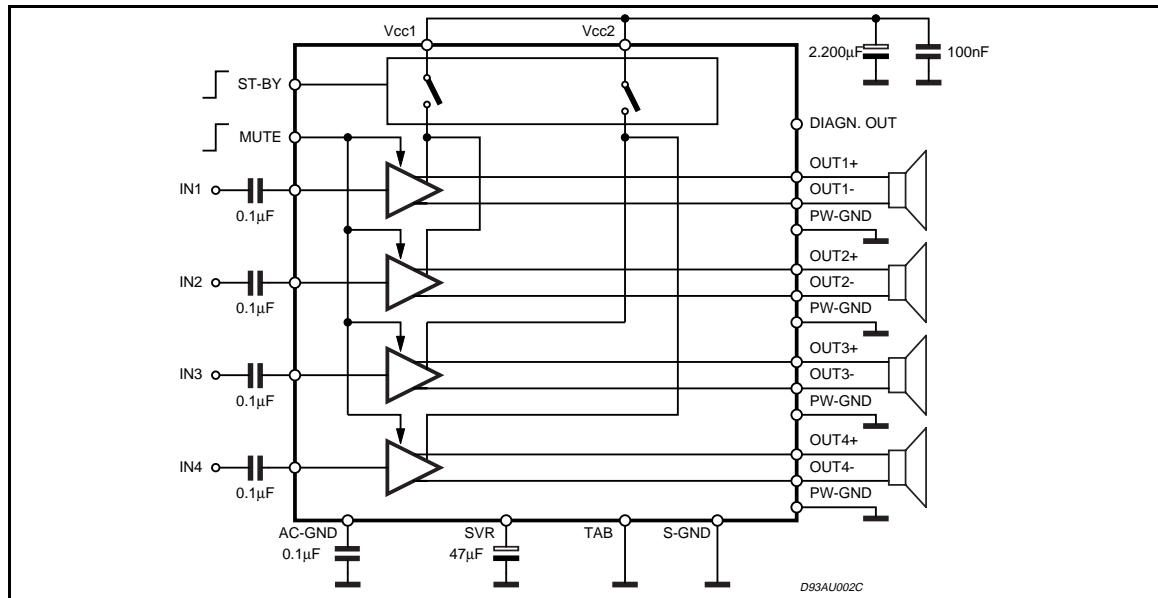 Vcc1
Vcc2
2.200µF
100nF
ST-BY
MUTE
DIAGN. OUT
IN1
0.1µF
OUT1+
OUT1-
PW-GND
IN2
0.1µF
OUT2+
OUT2-
PW-GND
IN3
0.1µF
OUT3+
OUT3-
PW-GND
IN4
0.1µF
OUT4+
OUT4-
PW-GND
AC-GND
0.1µF
SVR
47µF
TAB
S-GND
D93AU002C